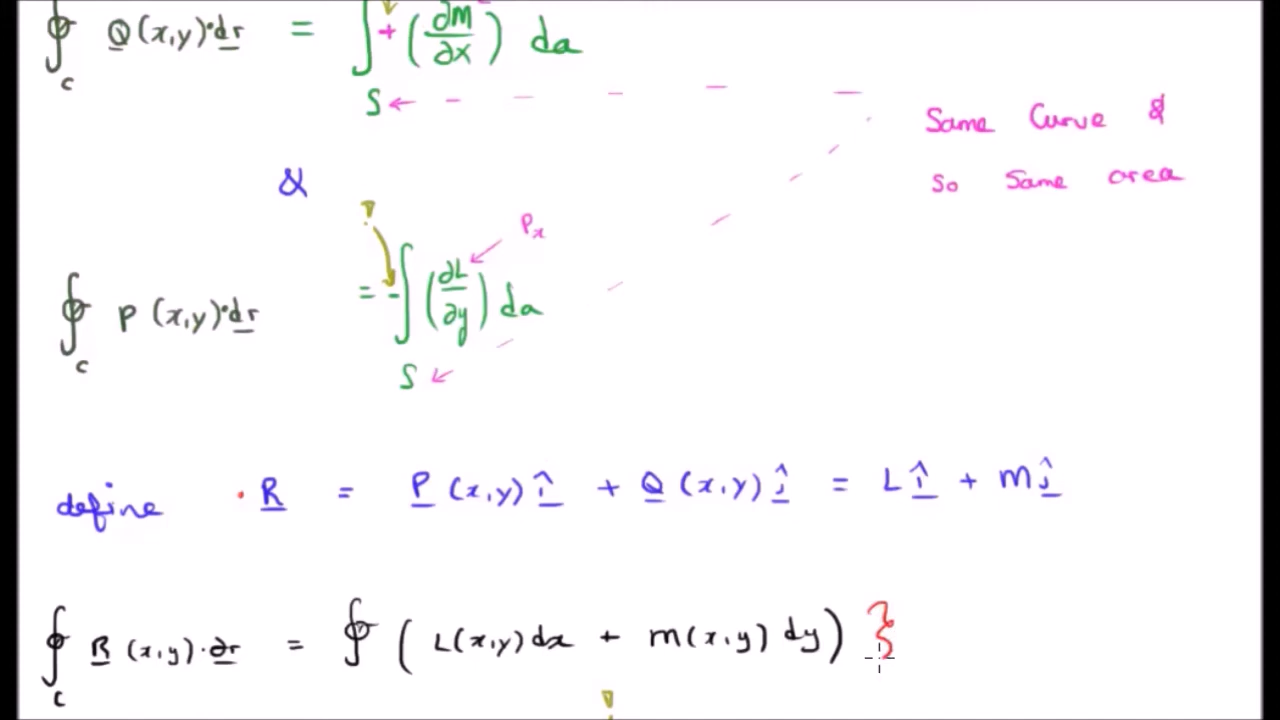 ∮_C Q(x,y)·dr = ∫_S + (∂M/∂x) da
Same Curve &
so Same area
&
P_x
∮_C P (x,y)·dr = -∫_S (∂L/∂y) da
define · R = P (x,y) î + Q (x,y) ĵ = L î + M ĵ
∮_C R (x,y)·dr = ∮ ( L(x,y) dx + M(x,y) dy ) }